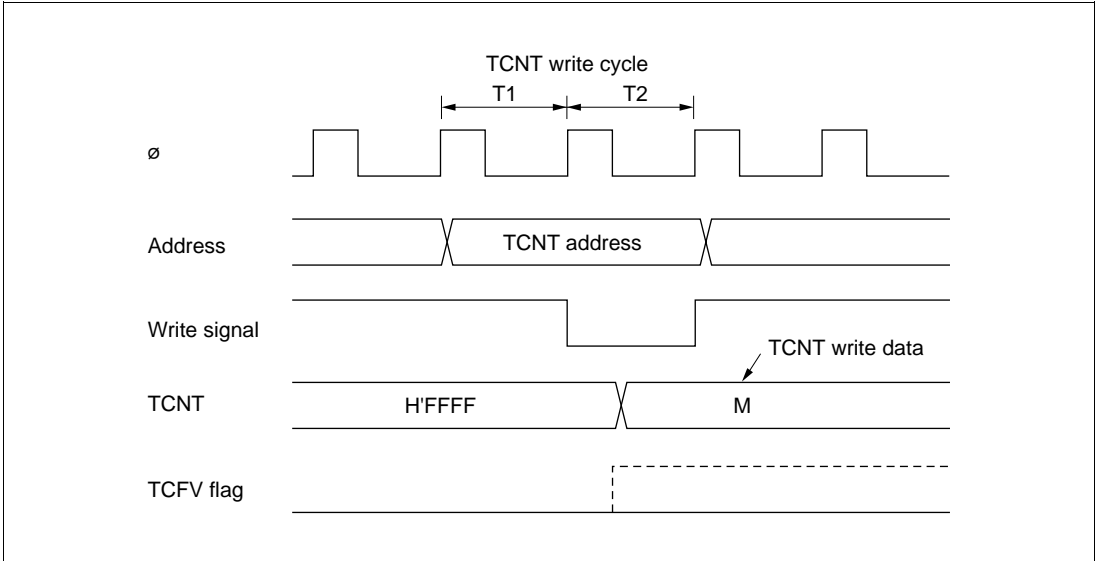 TCNT write cycle
T1 T2
ø
Address TCNT address
Write signal
TCNT write data
TCNT H'FFFF M
TCFV flag